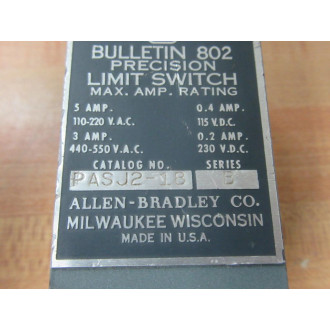 BULLETIN 802
PRECISION
LIMIT SWITCH
MAX. AMP. RATING
5 AMP. 0.4 AMP.
110-220 V.A.C. 115 V.D.C.
3 AMP. 0.2 AMP.
440-550 V.A.C. 230 V.D.C.
CATALOG NO. SERIES
PASJ2-18
ALLEN-BRADLEY CO.
MILWAUKEE WISCONSIN
MADE IN U.S.A.